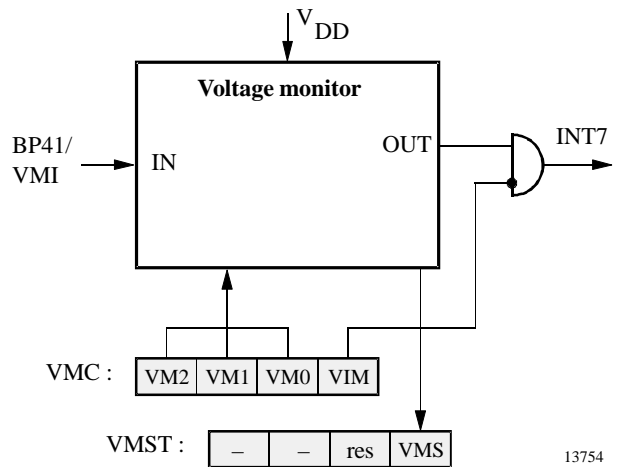 V
DD
Voltage monitor
BP41/
VMI
IN
OUT
INT7
VMC : VM2 VM1 VM0 VIM
VMST : – – res VMS
13754